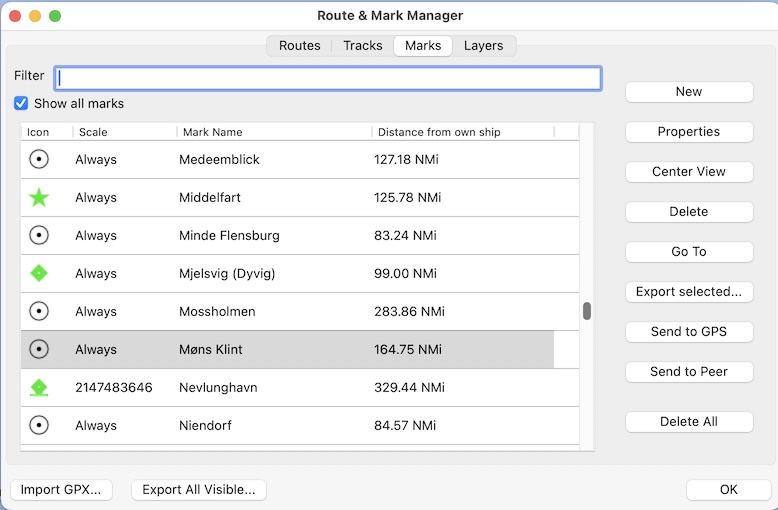 Route & Mark Manager
Routes Tracks Marks Layers
Filter
Show all marks
Icon Scale Mark Name Distance from own ship
Always Medeemblick 127.18 NMi
Always Middelfart 125.78 NMi
Always Minde Flensburg 83.24 NMi
Always Mjelsvig (Dyvig) 99.00 NMi
Always Mossholmen 283.86 NMi
Always Møns Klint 164.75 NMi
2147483646 Nevlunghavn 329.44 NMi
Always Niendorf 84.57 NMi
New
Properties
Center View
Delete
Go To
Export selected...
Send to GPS
Send to Peer
Delete All
Import GPX... Export All Visible... OK